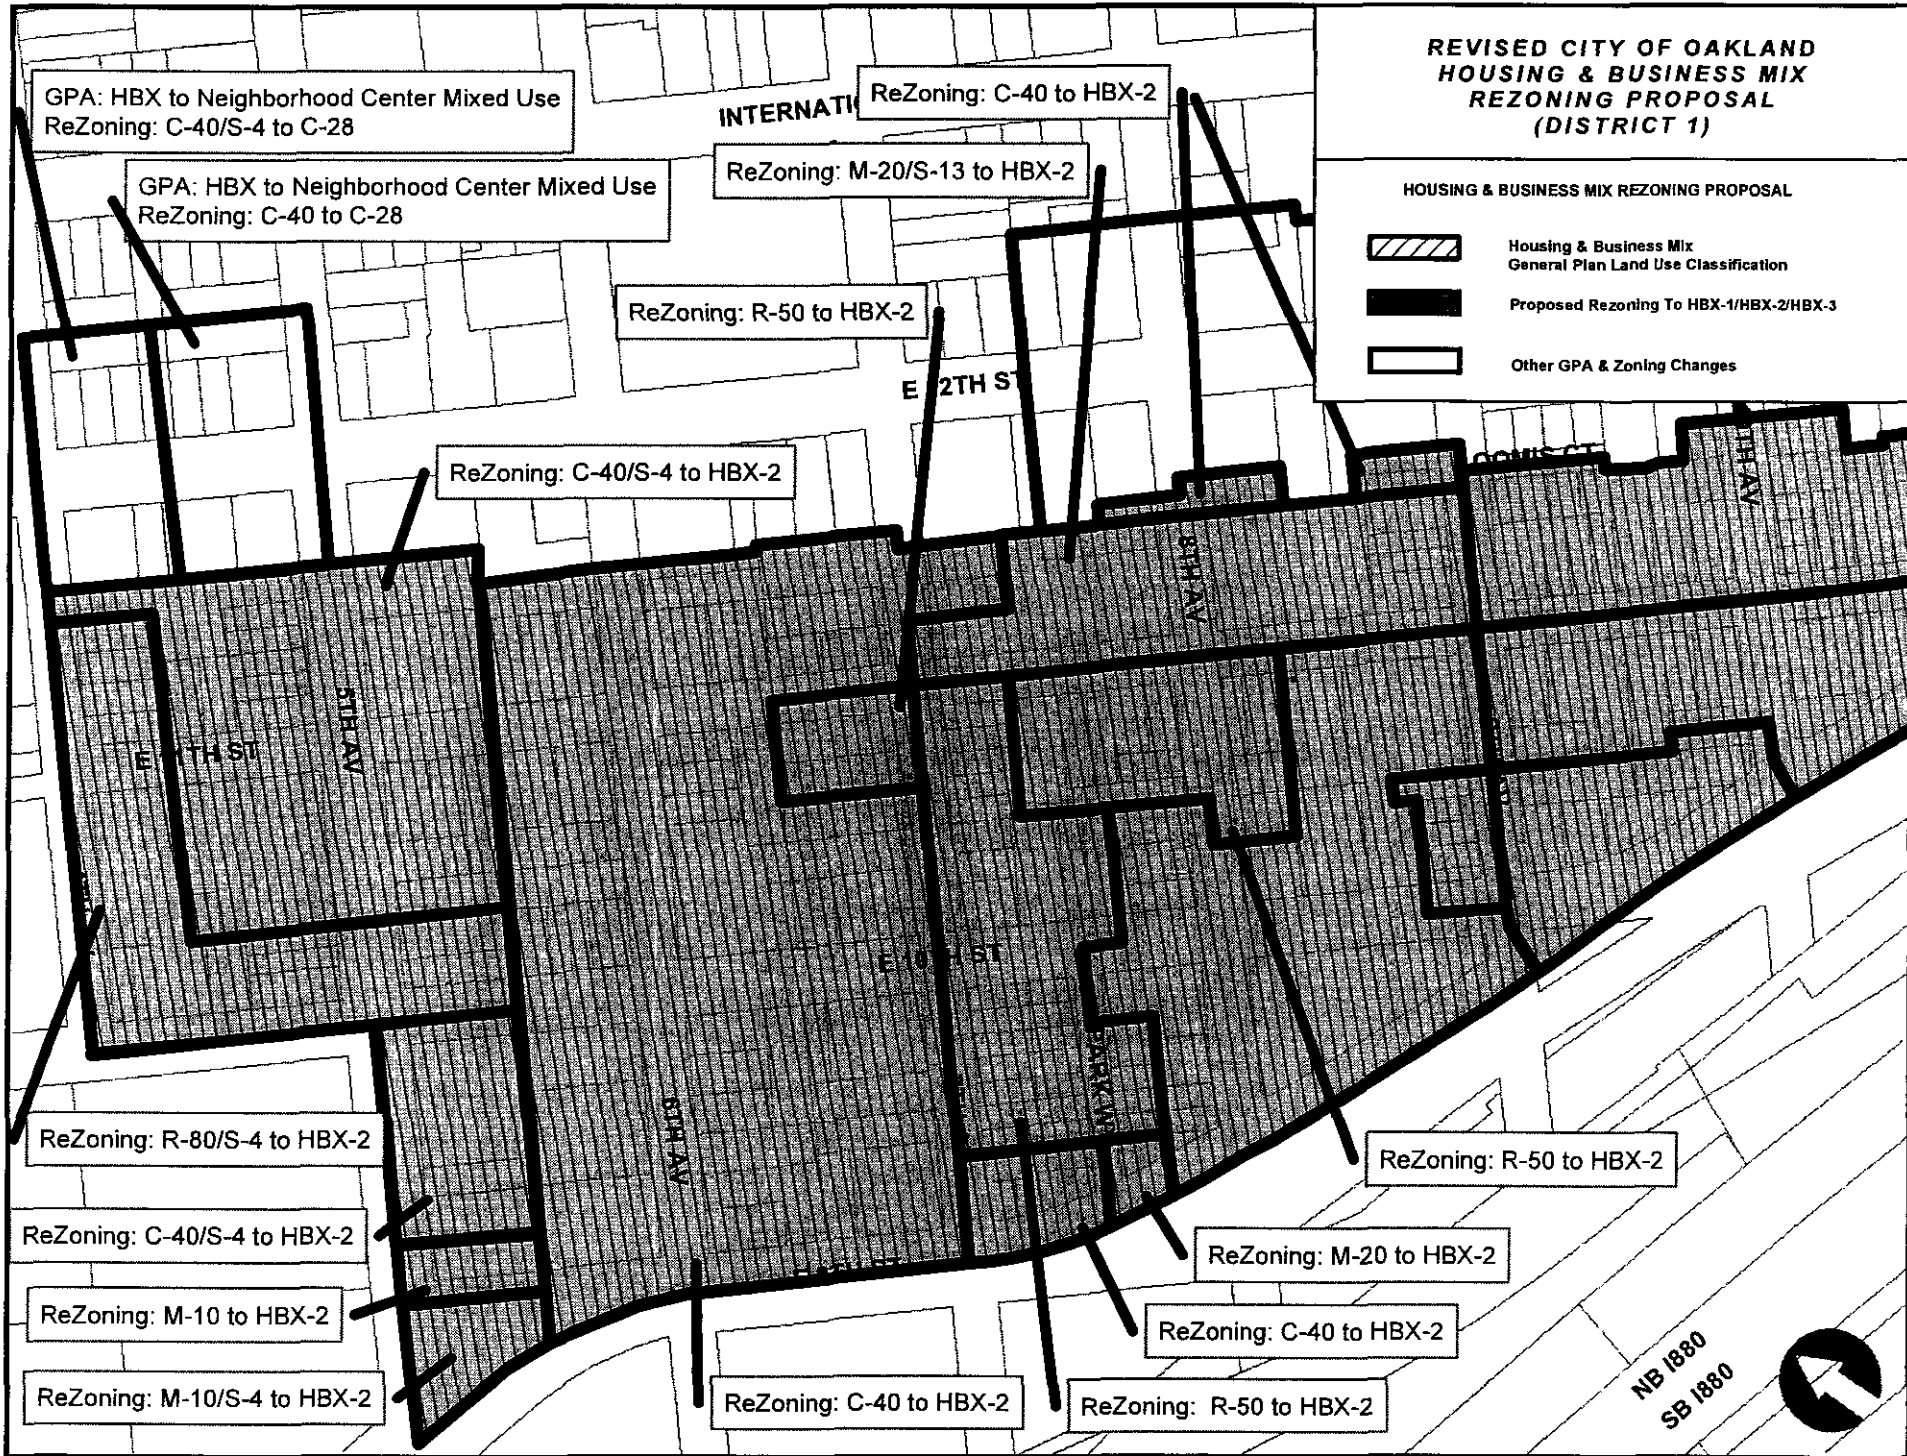 REVISED CITY OF OAKLAND
HOUSING & BUSINESS MIX
REZONING PROPOSAL
(DISTRICT 1)
HOUSING & BUSINESS MIX REZONING PROPOSAL
Housing & Business Mix
General Plan Land Use Classification
Proposed Rezoning To HBX-1/HBX-2/HBX-3
Other GPA & Zoning Changes
GPA: HBX to Neighborhood Center Mixed Use
ReZoning: C-40/S-4 to C-28
GPA: HBX to Neighborhood Center Mixed Use
ReZoning: C-40 to C-28
ReZoning: C-40 to HBX-2
ReZoning: M-20/S-13 to HBX-2
ReZoning: R-50 to HBX-2
E 12TH ST
ReZoning: C-40/S-4 to HBX-2
8TH AV
5TH AV
E 11TH ST
E 10TH ST
6TH AV
ReZoning: R-80/S-4 to HBX-2
ReZoning: R-50 to HBX-2
ReZoning: C-40/S-4 to HBX-2
ReZoning: M-20 to HBX-2
ReZoning: M-10 to HBX-2
ReZoning: C-40 to HBX-2
ReZoning: M-10/S-4 to HBX-2
ReZoning: C-40 to HBX-2
ReZoning: R-50 to HBX-2
NB I880
SB I880